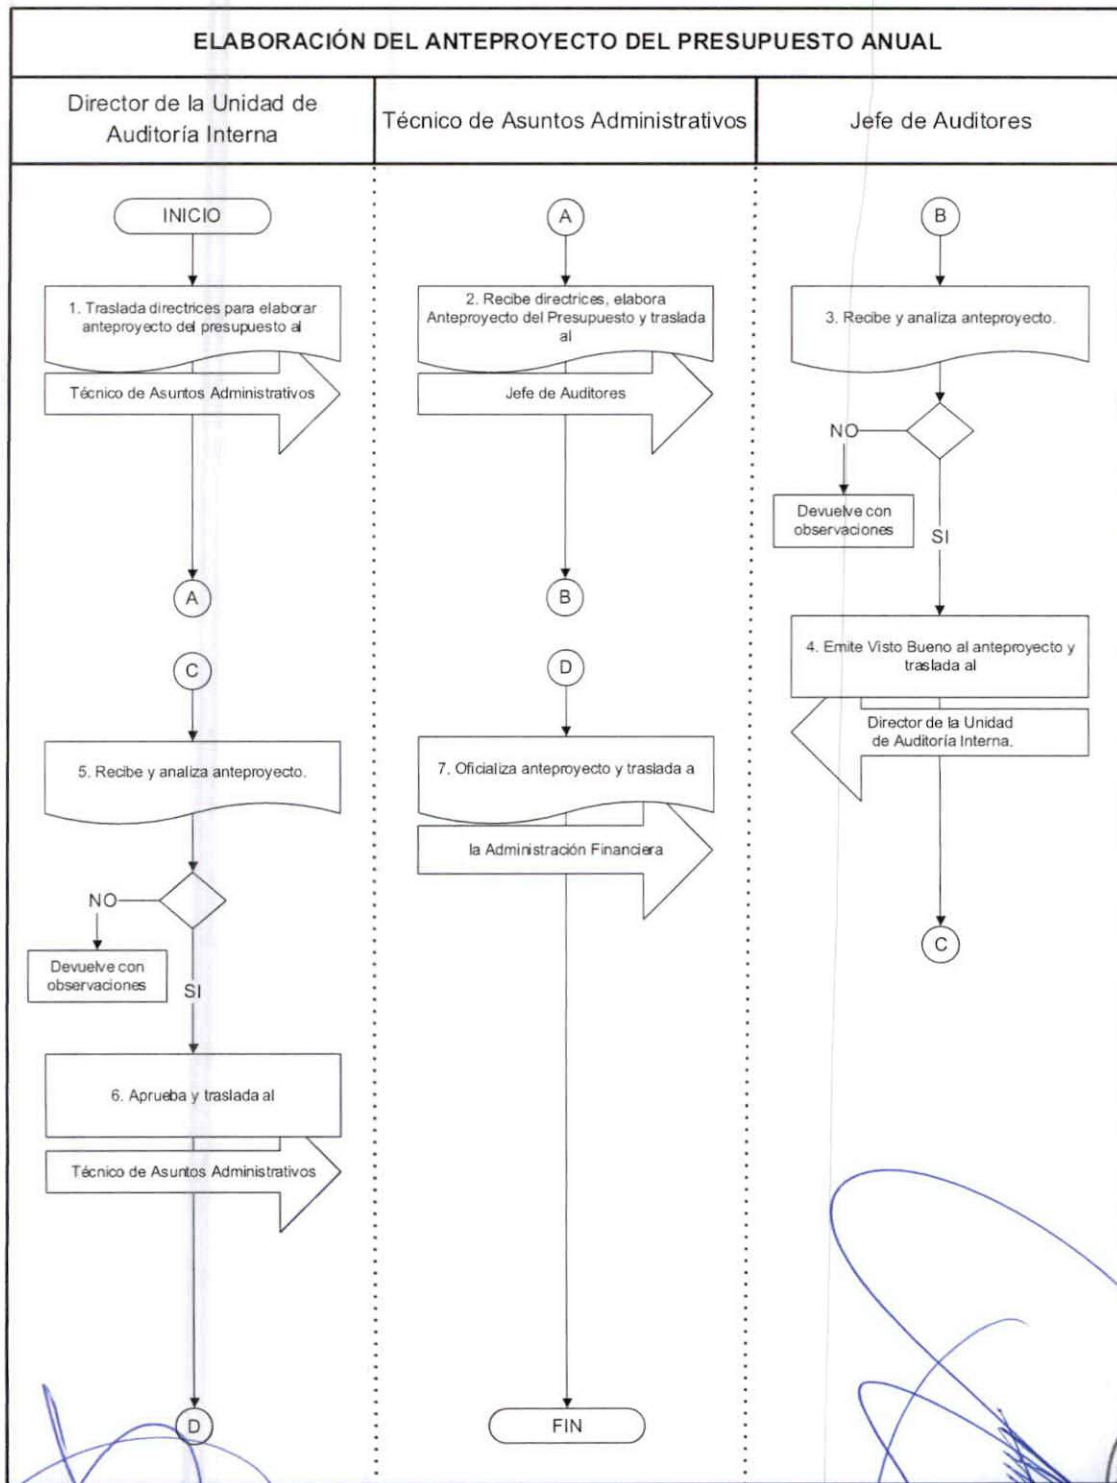 ELABORACIÓN DEL ANTEPROYECTO DEL PRESUPUESTO ANUAL
Director de la Unidad de
Auditoría Interna
Técnico de Asuntos Administrativos
Jefe de Auditores
INICIO
1. Traslada directrices para elaborar
anteproyecto del presupuesto al
Técnico de Asuntos Administrativos
A
C
5. Recibe y analiza anteproyecto.
NO
Devuelve con
observaciones
SI
6. Aprueba y traslada al
Técnico de Asuntos Administrativos
D
A
2. Recibe directrices, elabora
Anteproyecto del Presupuesto y traslada
al
Jefe de Auditores
B
D
7. Oficializa anteproyecto y traslada a
la Administración Financiera
FIN
B
3. Recibe y analiza anteproyecto.
NO
Devuelve con
observaciones
SI
4. Emite Visto Bueno al anteproyecto y
traslada al
Director de la Unidad
de Auditoría Interna.
C